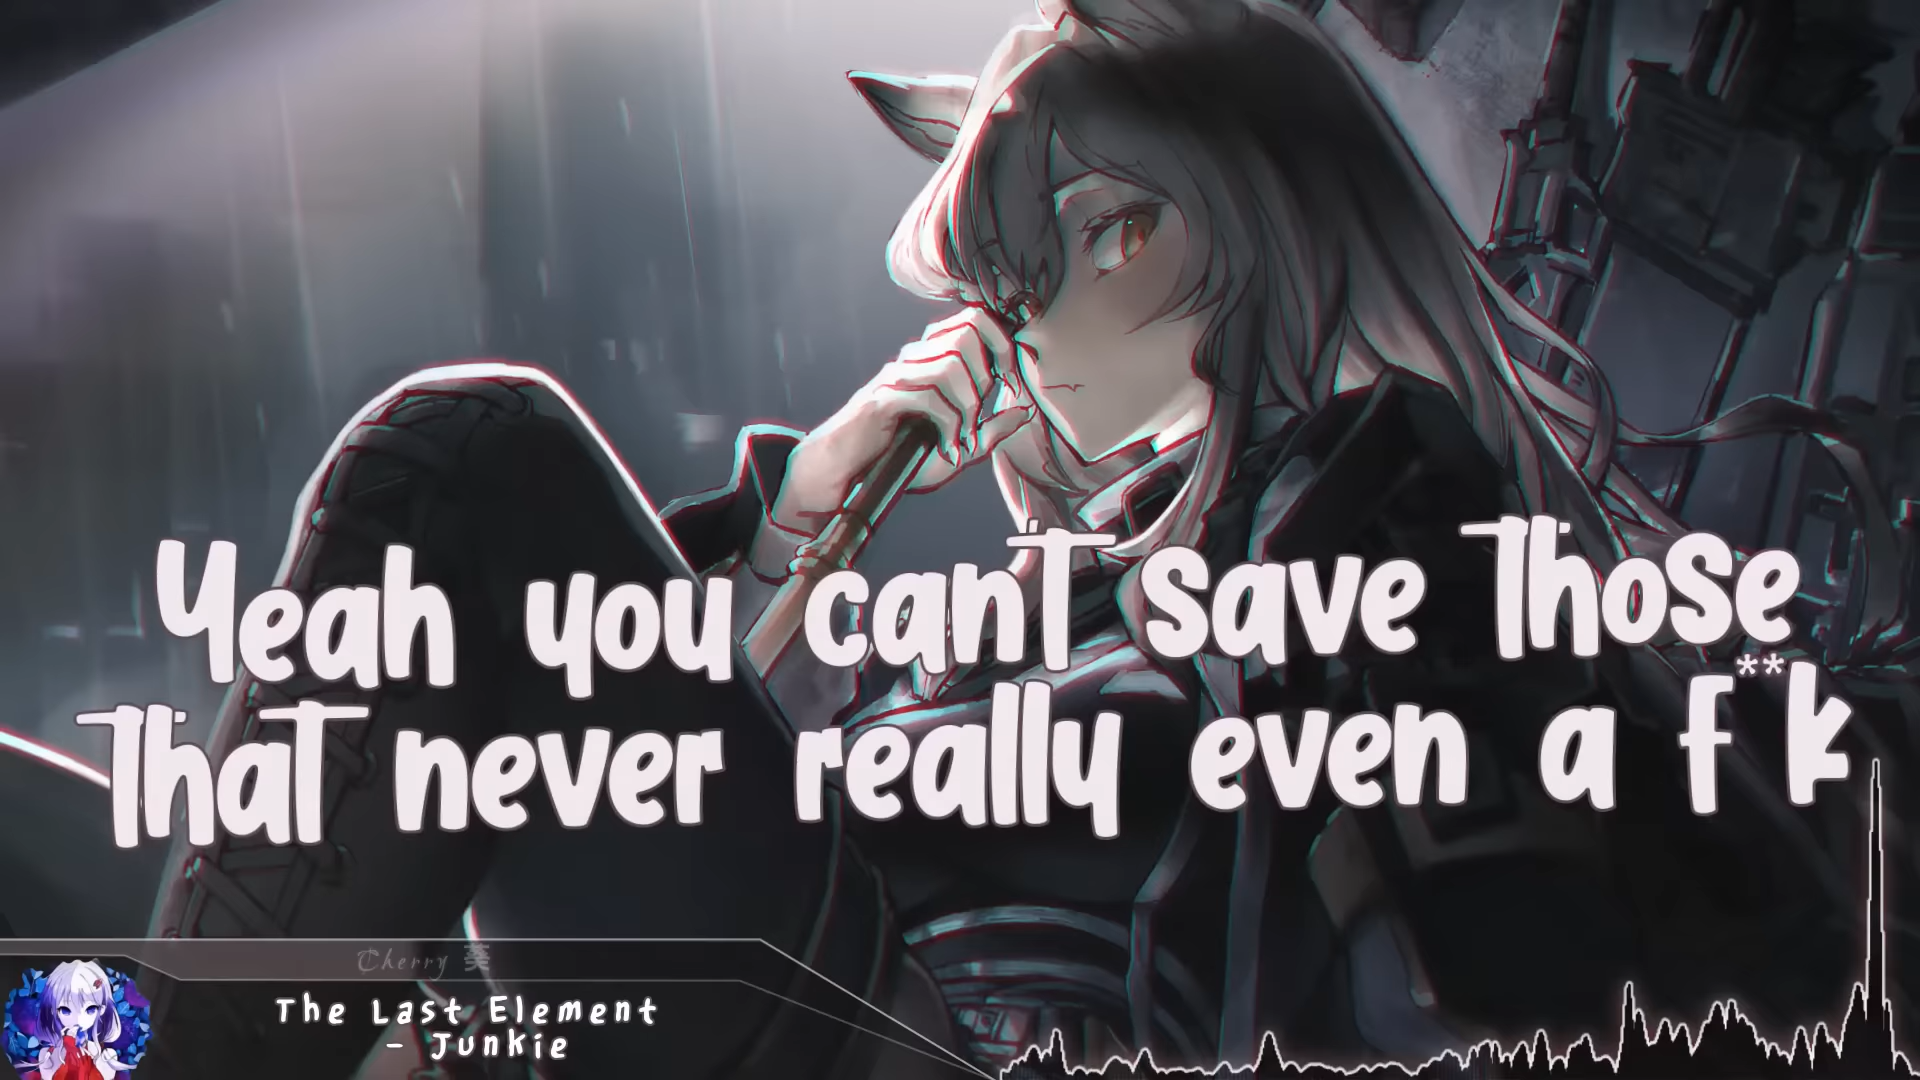 Yeah you can't save those
that never really even a f**k
Cherry 葵
The Last Element
- Junkie